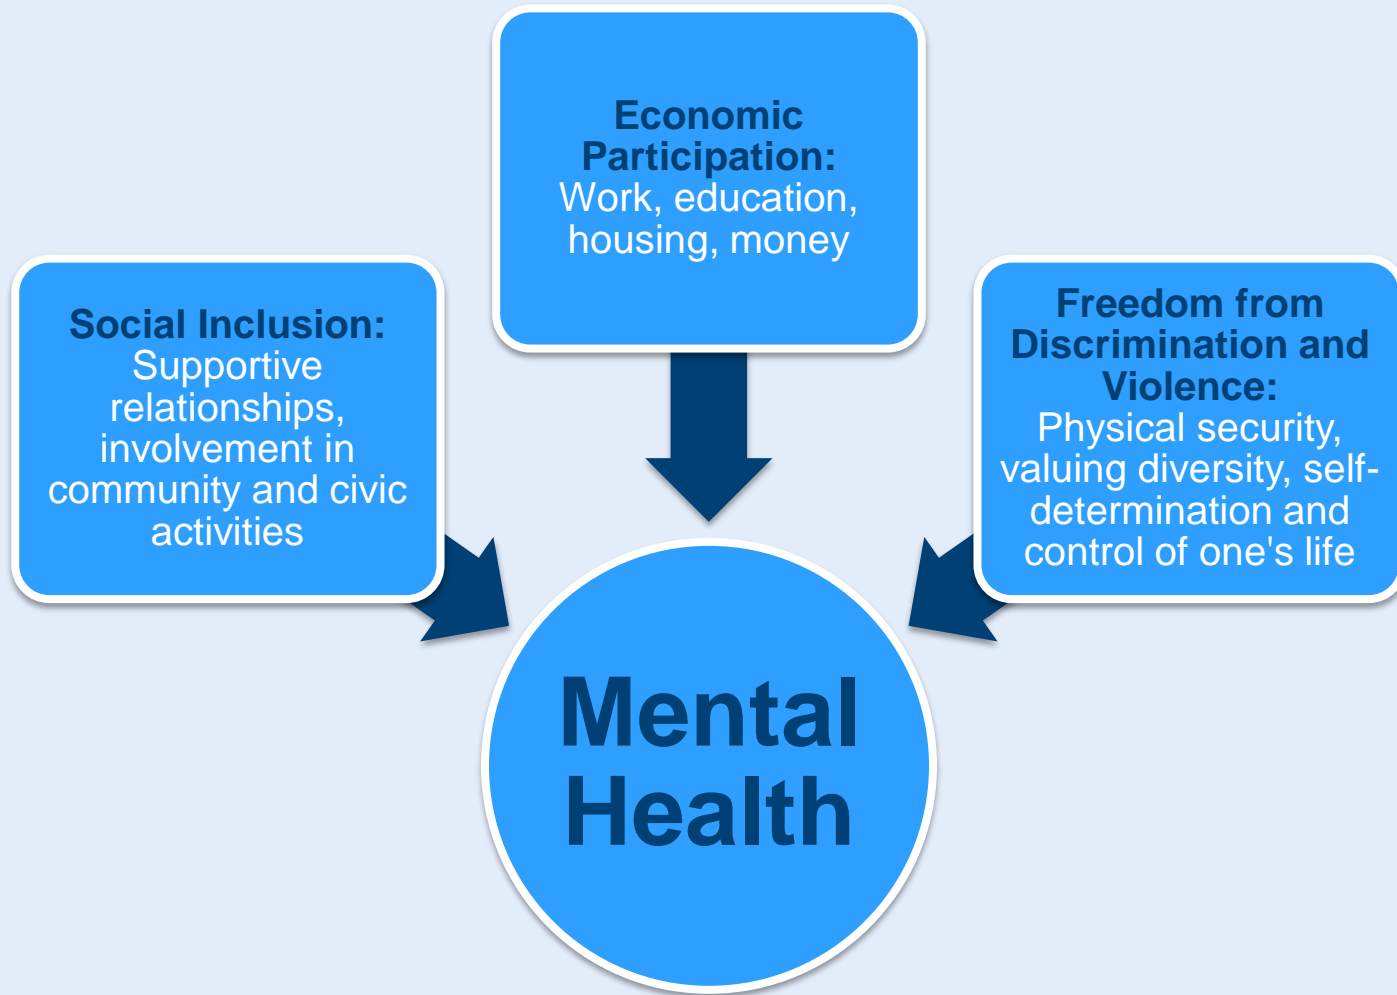 Economic
Participation:
Work, education,
housing, money
Social Inclusion:
Supportive
relationships,
involvement in
community and civic
activities
Freedom from
Discrimination and
Violence:
Physical security,
valuing diversity, self-
determination and
control of one's life
Mental
Health